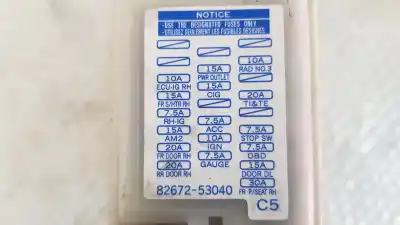 NOTICE
• USE THE DESIGNATED FUSES ONLY
• UTILISEZ SEULEMENT LES FUSIBLES DESIGNES
10A
15A
10A
PWR OUTLET
RAD NO.3
ECU-IG RH
15A
15A
CIG
20A
FR S/HTR RH
TI&TE
7.5A
7.5A
RH-IG
15A
ACC
7.5A
AM2
10A
STOP SW
20A
IGN
7.5A
FR DOOR RH
7.5A
OBD
20A
GAUGE
15A
RR DOOR RH
DOOR DL
30A
82672-53040
FR P/SEAT RH
C5